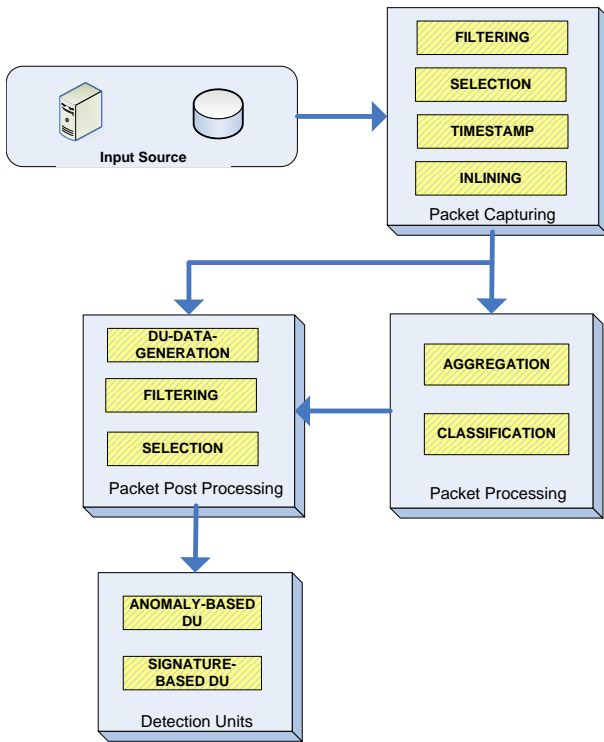 Input Source
FILTERING
SELECTION
TIMESTAMP
INLINING
Packet Capturing
DU-DATA-
GENERATION
FILTERING
SELECTION
Packet Post Processing
AGGREGATION
CLASSIFICATION
Packet Processing
ANOMALY-BASED
DU
SIGNATURE-
BASED DU
Detection Units